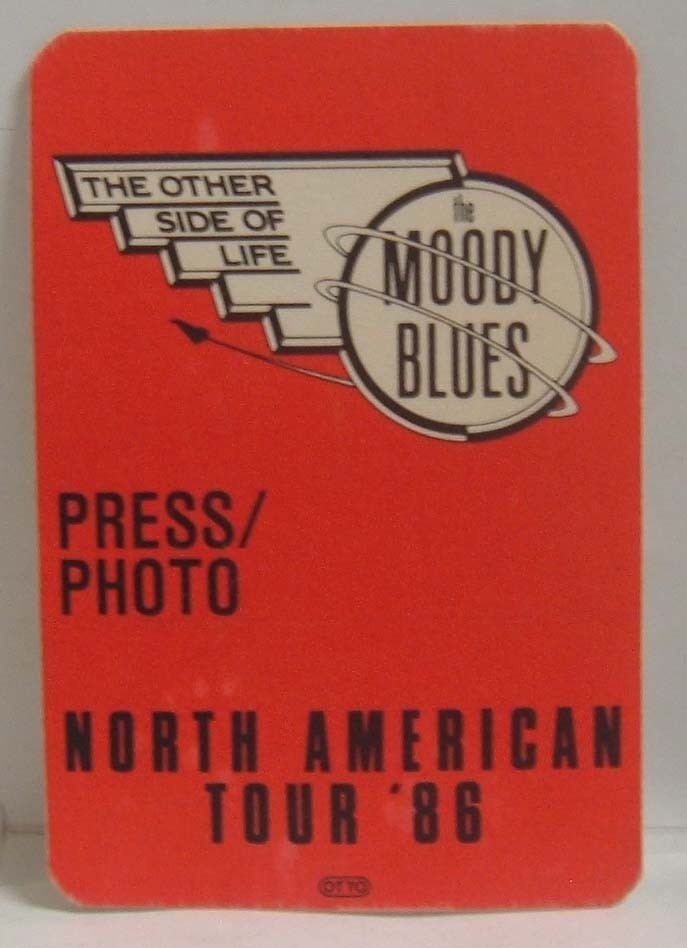 THE OTHER
SIDE OF
LIFE
the
MOODY
BLUES
PRESS/
PHOTO
NORTH AMERICAN
TOUR '86
OTTO